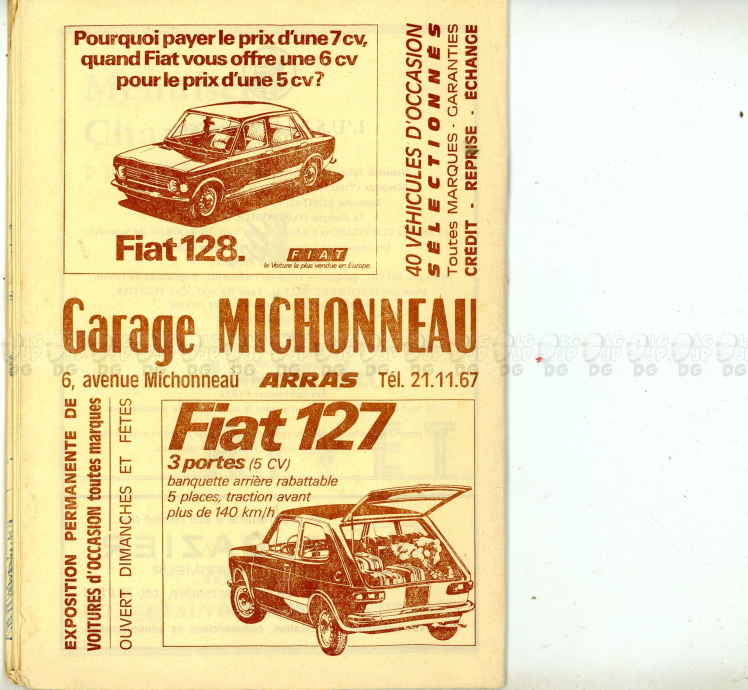 Pourquoi payer le prix d'une 7 cv,
quand Fiat vous offre une 6 cv
pour le prix d'une 5 cv?
Fiat 128.
FIAT
la Voiture la plus vendue en Europe.
40 VÉHICULES D'OCCASION
SÉLECTIONNÉS
Toutes MARQUES - GARANTIES
CRÉDIT - REPRISE - ÉCHANGE
Garage MICHONNEAU
6, avenue Michonneau ARRAS Tél. 21.11.67
EXPOSITION PERMANENTE DE
VOITURES d'OCCASION toutes marques
OUVERT DIMANCHES ET FÊTES
Fiat 127
3 portes (5 CV)
banquette arrière rabattable
5 places, traction avant
plus de 140 km/h